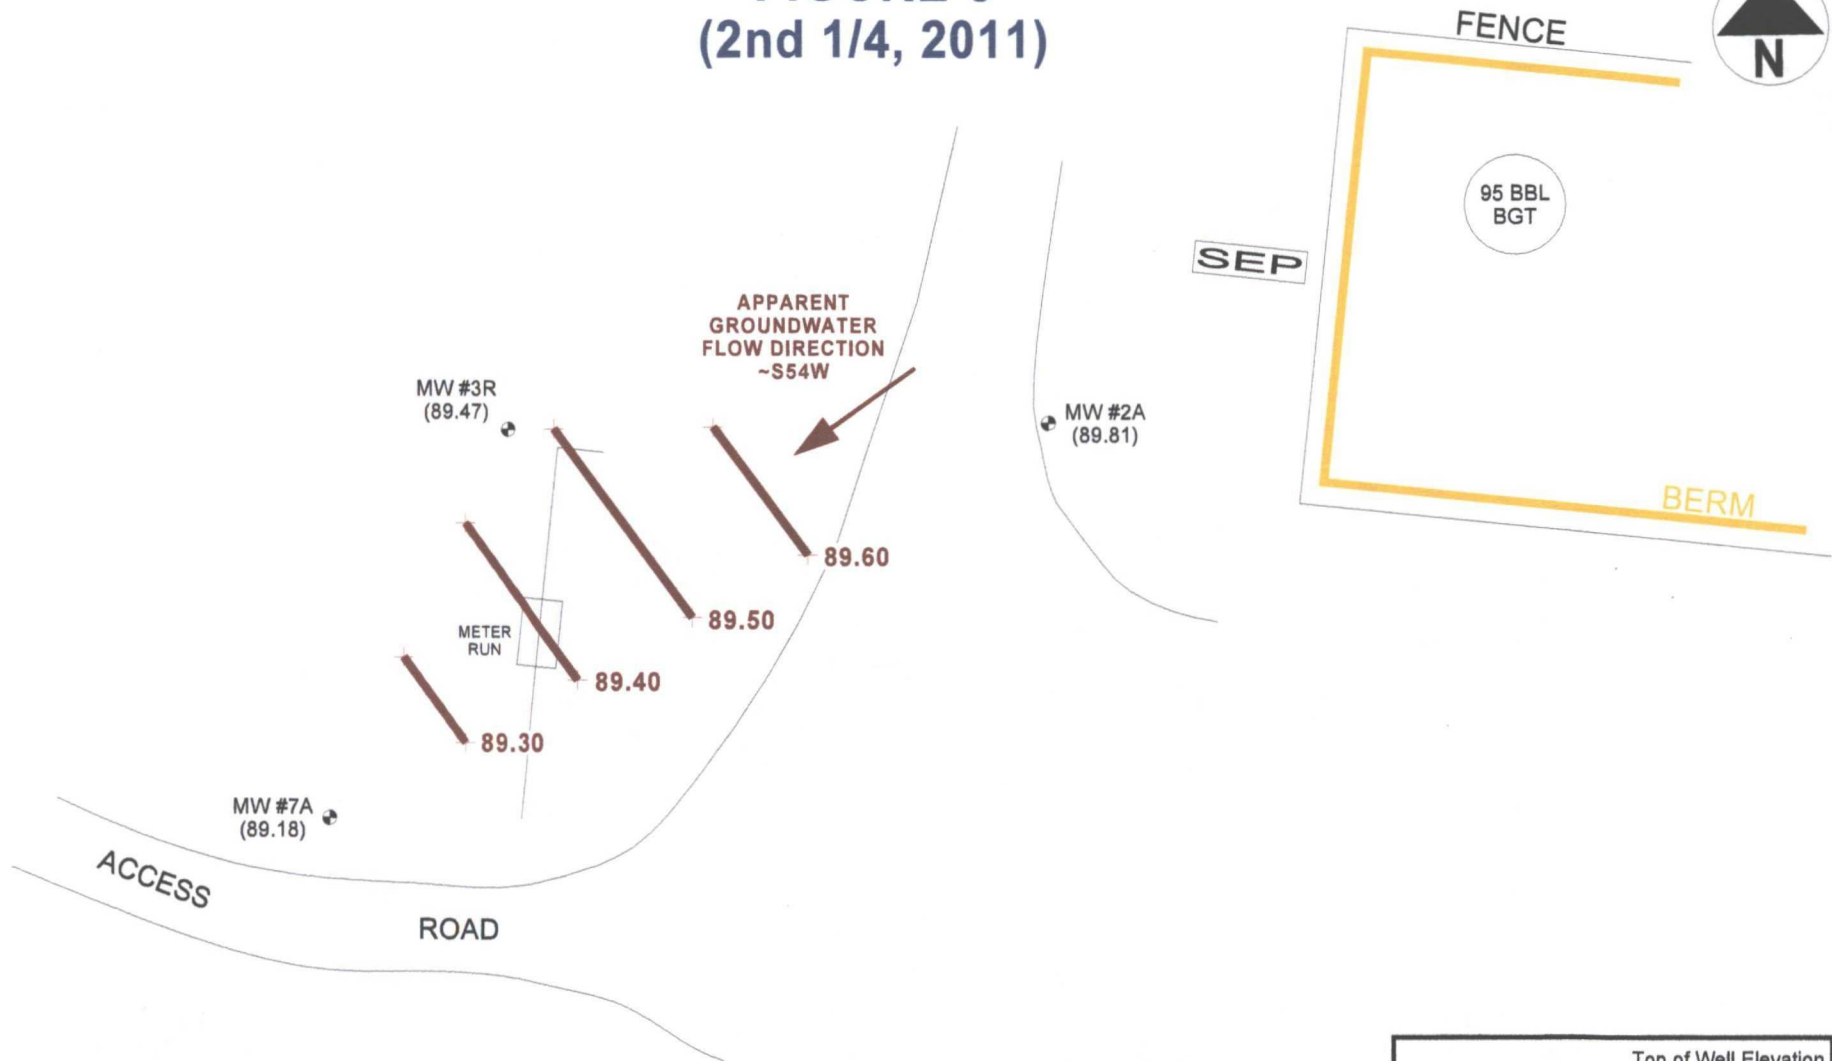 (2nd 1/4, 2011)
FENCE
N
95 BBL
BGT
SEP
APPARENT
GROUNDWATER
FLOW DIRECTION
~S54W
MW #3R
(89.47)
MW #2A
(89.81)
BERM
89.60
89.50
METER
RUN
89.40
89.30
MW #7A
(89.18)
ACCESS
ROAD
Top of Well Elevation